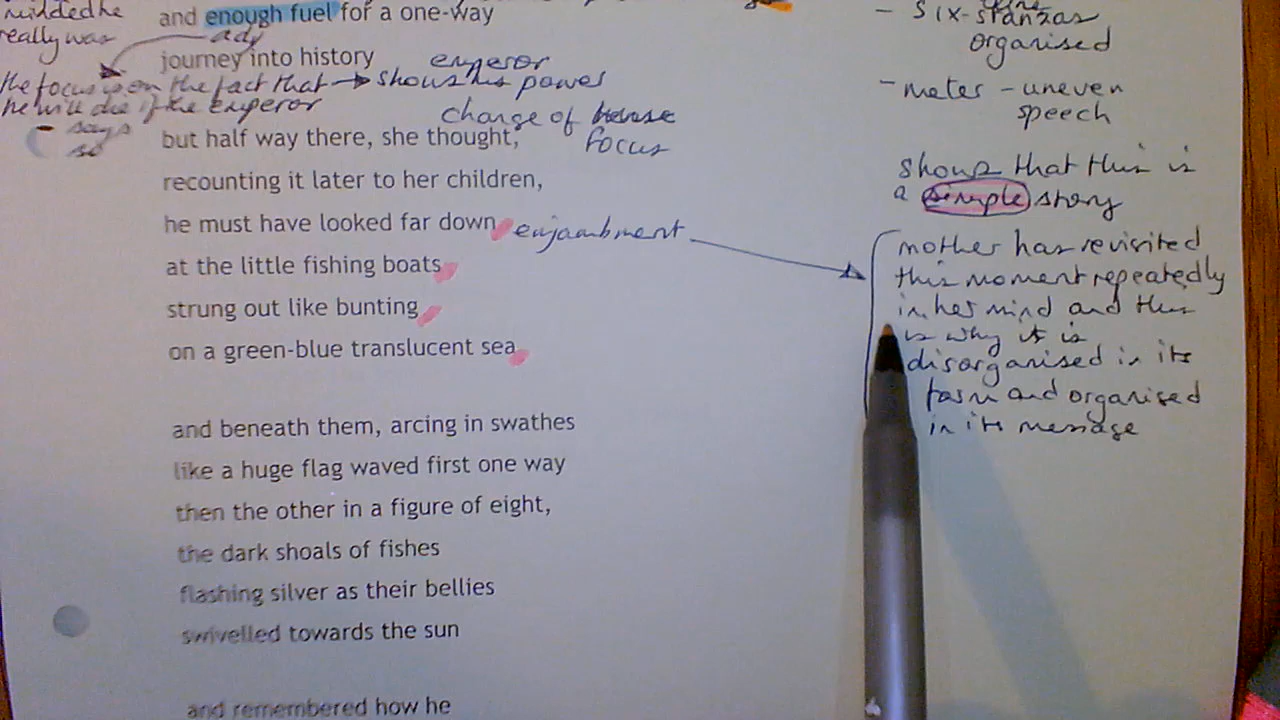 minded he
really was
and enough fuel for a one-way
adj
journey into history
emperor
the focus is on the fact that → shows his power
he will die if the emperor
says
so
change of
focus
but half way there, she thought,
recounting it later to her children,
he must have looked far down
enjambment
at the little fishing boats
strung out like bunting
on a green-blue translucent sea
and beneath them, arcing in swathes
like a huge flag waved first one way
then the other in a figure of eight,
the dark shoals of fishes
flashing silver as their bellies
swivelled towards the sun
and remembered how he
- six-stanzas
organised
- meter - uneven
speech
shows that this is
a simple story
mother has revisited
this moment repeatedly
in her mind and this
is why it is
disorganised in its
form and organised
in its message